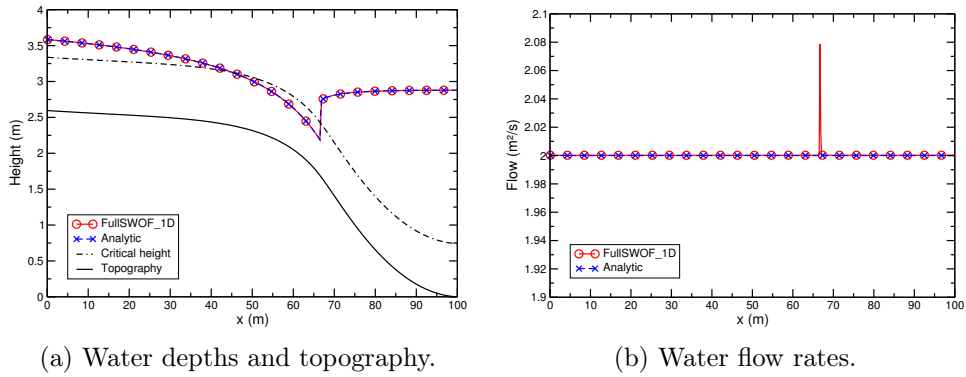 4
3.5
3
2.5
2
1.5
1
0.5
0
Height (m)
0 10 20 30 40 50 60 70 80 90 100
x (m)
FullSWOF_1D
Analytic
Critical height
Topography
(a) Water depths and topography.
2.1
2.08
2.06
2.04
2.02
2
1.98
1.96
1.94
1.92
1.9
Flow (m²/s)
0 10 20 30 40 50 60 70 80 90 100
x (m)
FullSWOF_1D
Analytic
(b) Water flow rates.